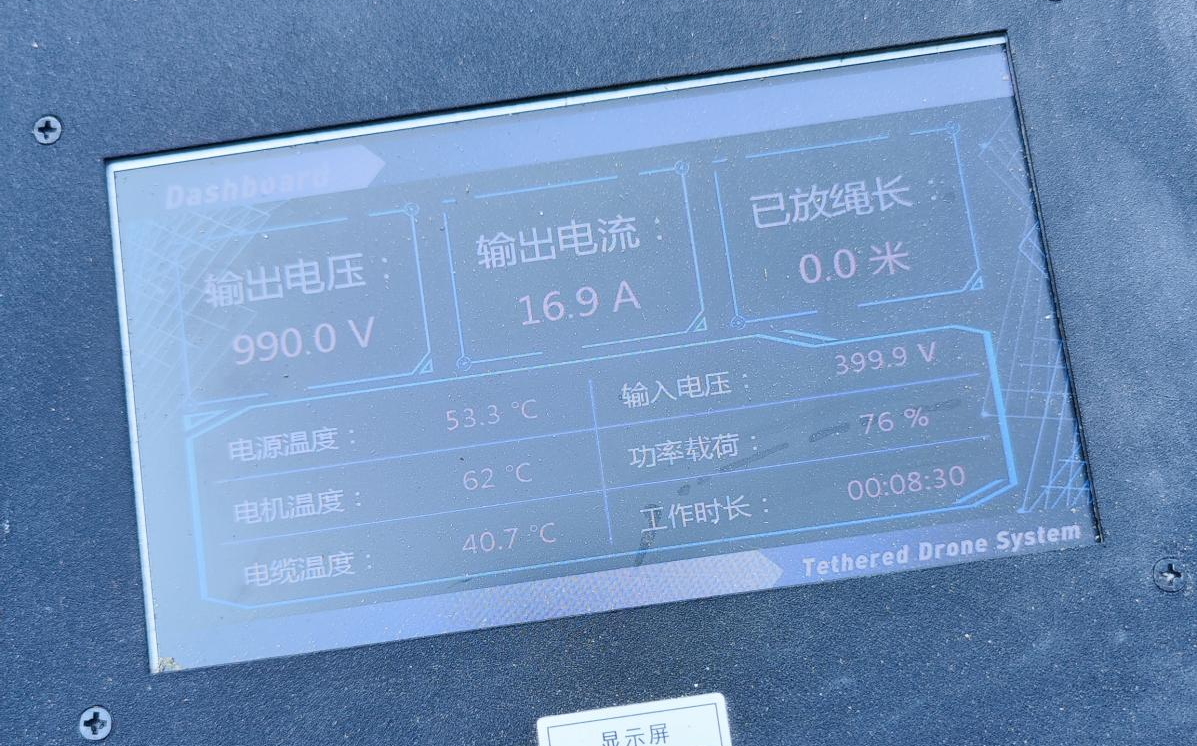 Dashboard
输出电压：
990.0 V
输出电流：
16.9 A
已放绳长：
0.0 米
电源温度： 53.3 ℃
电机温度： 62 ℃
电缆温度： 40.7 ℃
输入电压： 399.9 V
功率载荷： 76 %
工作时长： 00:08:30
Tethered Drone System
显示屏